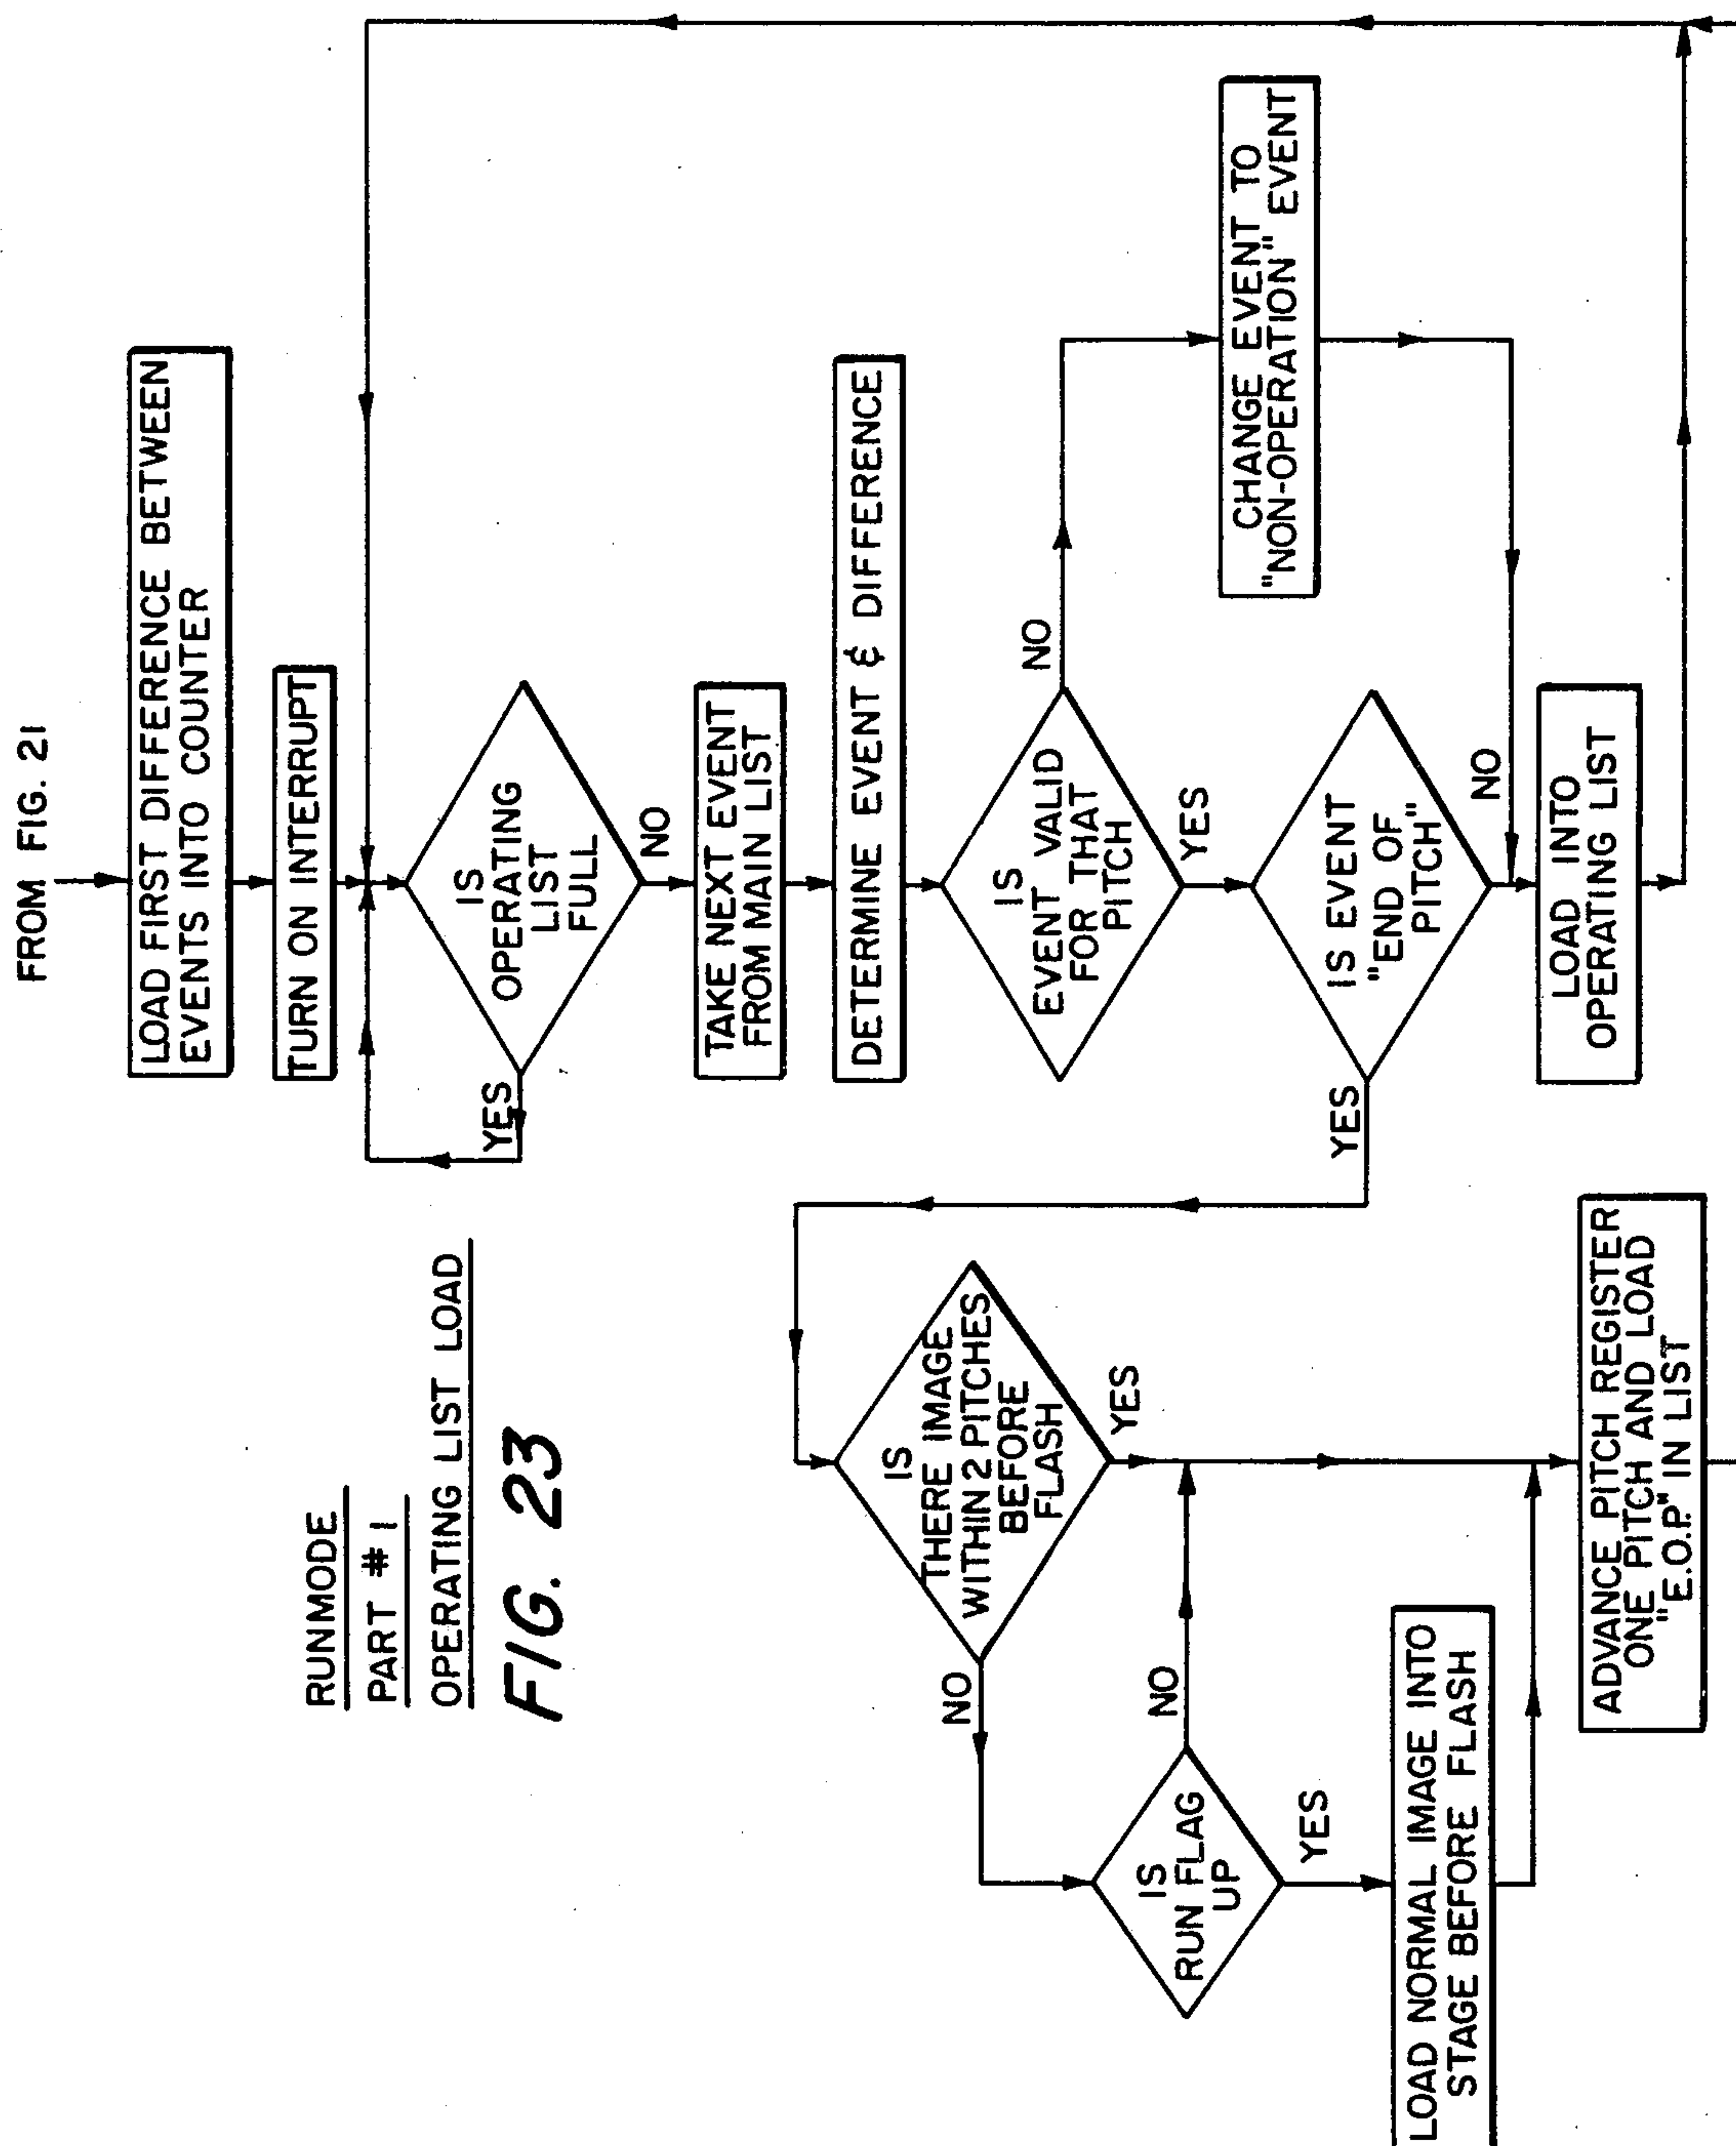 FROM FIG. 21
LOAD FIRST DIFFERENCE BETWEEN
EVENTS INTO COUNTER
TURN ON INTERRUPT
IS
OPERATING
LIST
FULL
YES
NO
TAKE NEXT EVENT
FROM MAIN LIST
DETERMINE EVENT & DIFFERENCE
IS
EVENT VALID
FOR THAT
PITCH
NO
YES
CHANGE EVENT TO
"NON-OPERATION" EVENT
IS EVENT
"END OF
PITCH"
YES
NO
LOAD INTO
OPERATING LIST
RUNMODE
PART # 1
OPERATING LIST LOAD
FIG. 23
IS
THERE IMAGE
WITHIN 2 PITCHES
BEFORE
FLASH
NO
YES
IS
RUN FLAG
UP
NO
YES
LOAD NORMAL IMAGE INTO
STAGE BEFORE FLASH
ADVANCE PITCH REGISTER
ONE PITCH AND LOAD
"E.O.P." IN LIST